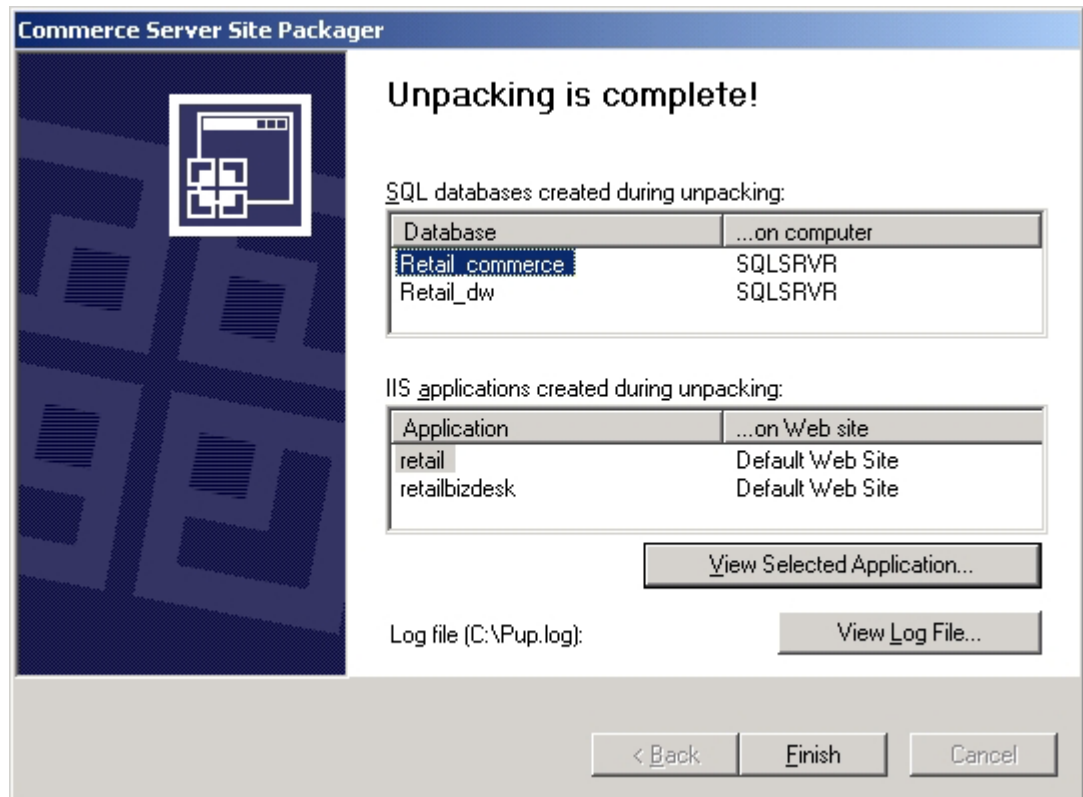 Commerce Server Site Packager
Unpacking is complete!
SQL databases created during unpacking:
Database ...on computer
Retail_commerce SQLSRVR
Retail_dw SQLSRVR
IIS applications created during unpacking:
Application ...on Web site
retail Default Web Site
retailbizdesk Default Web Site
View Selected Application...
Log file (C:\Pup.log): View Log File...
< Back Finish Cancel